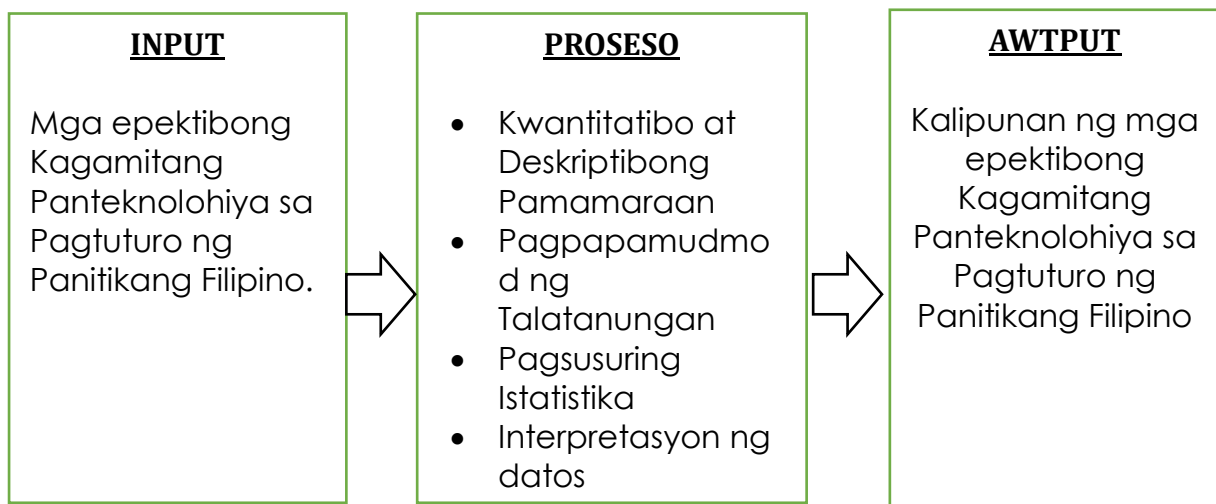 INPUT
Mga epektibong
Kagamitang
Panteknolohiya sa
Pagtuturo ng
Panitikang Filipino.
PROSESO
• Kwantitatibo at
Deskriptibong
Pamamaraan
• Pagpapamudmo
d ng
Talatanungan
• Pagsusuring
Istatistika
• Interpretasyon ng
datos
AWTPUT
Kalipunan ng mga
epektibong
Kagamitang
Panteknolohiya sa
Pagtuturo ng
Panitikang Filipino